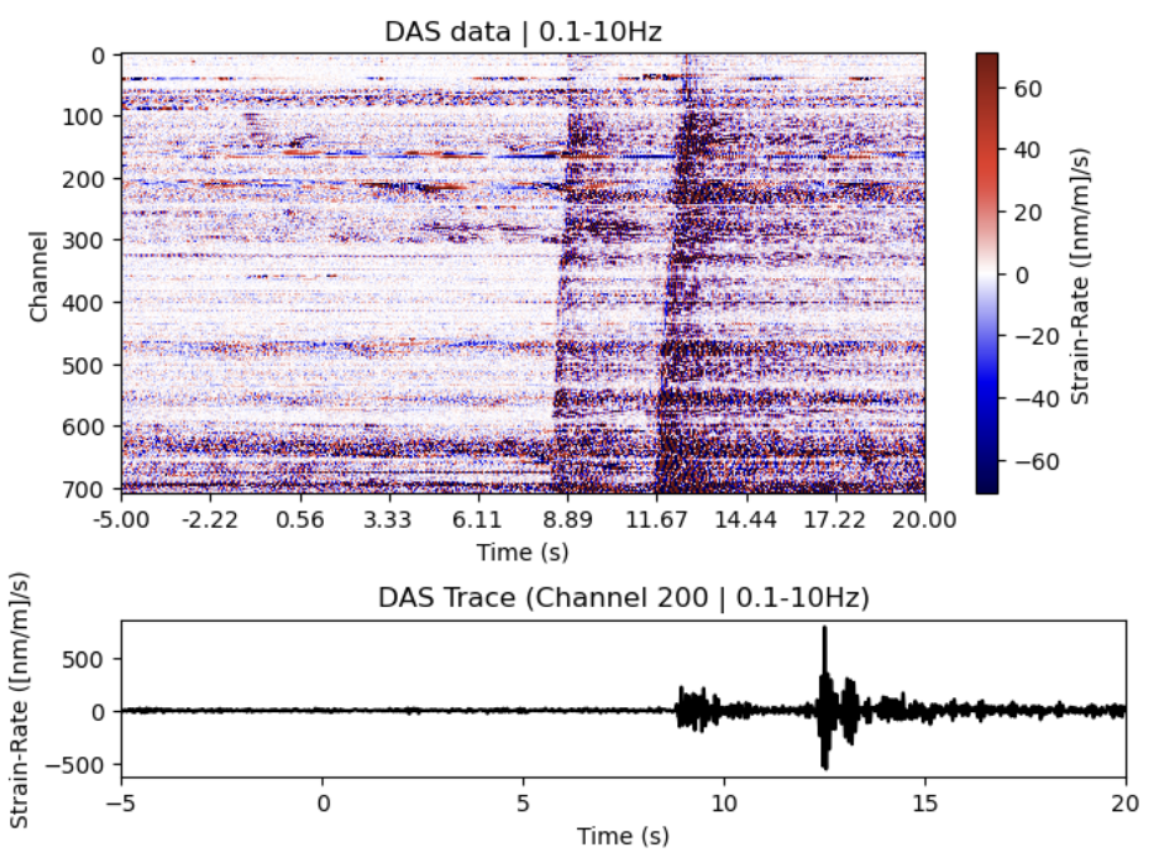 DAS data | 0.1-10Hz
0
100
200
300
400
500
600
700
Channel
-5.00 -2.22 0.56 3.33 6.11 8.89 11.67 14.44 17.22 20.00
Time (s)
60
40
20
0
−20
−40
−60
Strain-Rate ([nm/m]/s)
DAS Trace (Channel 200 | 0.1-10Hz)
500
0
−500
Strain-Rate ([nm/m]/s)
−5 0 5 10 15 20
Time (s)